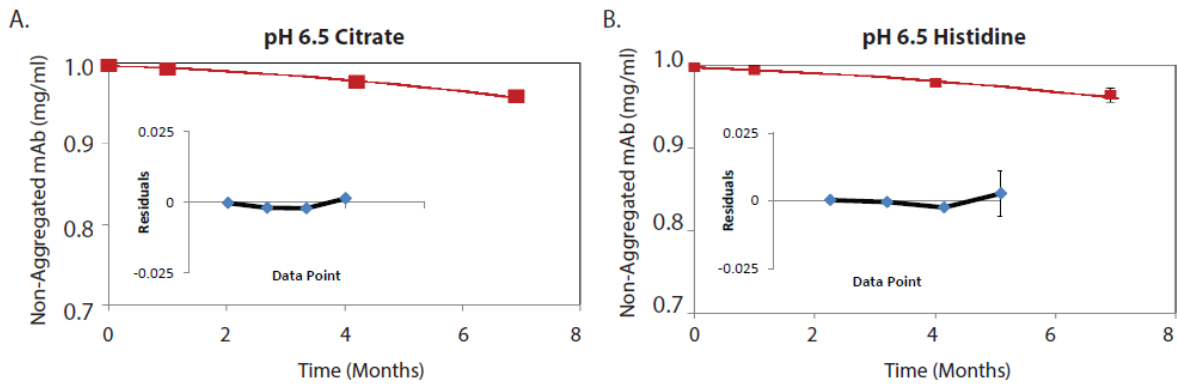 A.
pH 6.5 Citrate
Non-Aggregated mAb (mg/ml)
1.0
0.9
0.8
0.7
0.025
0
-0.025
Residuals
Data Point
0
2
4
6
8
Time (Months)
B.
pH 6.5 Histidine
Non-Aggregated mAb (mg/ml)
1.0
0.9
0.8
0.7
0.025
0
-0.025
Residuals
Data Point
0
2
4
6
8
Time (Months)